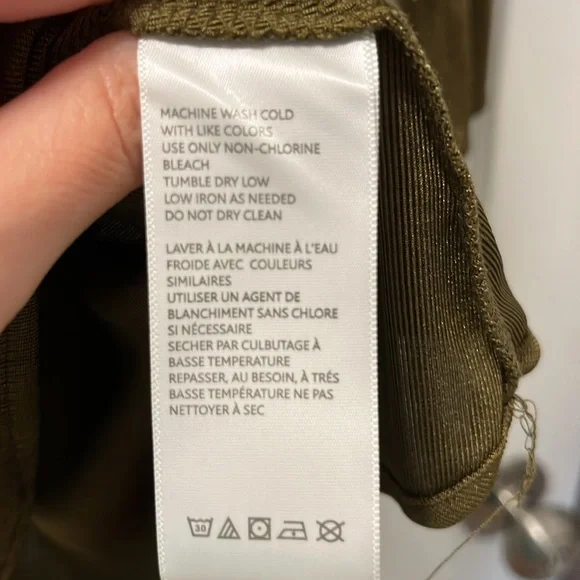 MACHINE WASH COLD
WITH LIKE COLORS
USE ONLY NON-CHLORINE
BLEACH
TUMBLE DRY LOW
LOW IRON AS NEEDED
DO NOT DRY CLEAN
LAVER À LA MACHINE À L'EAU
FROIDE AVEC COULEURS
SIMILAIRES
UTILISER UN AGENT DE
BLANCHIMENT SANS CHLORE
SI NÉCESSAIRE
SECHER PAR CULBUTAGE À
BASSE TEMPERATURE
REPASSER, AU BESOIN, À TRÉS
BASSE TEMPÉRATURE NE PAS
NETTOYER À SEC
30